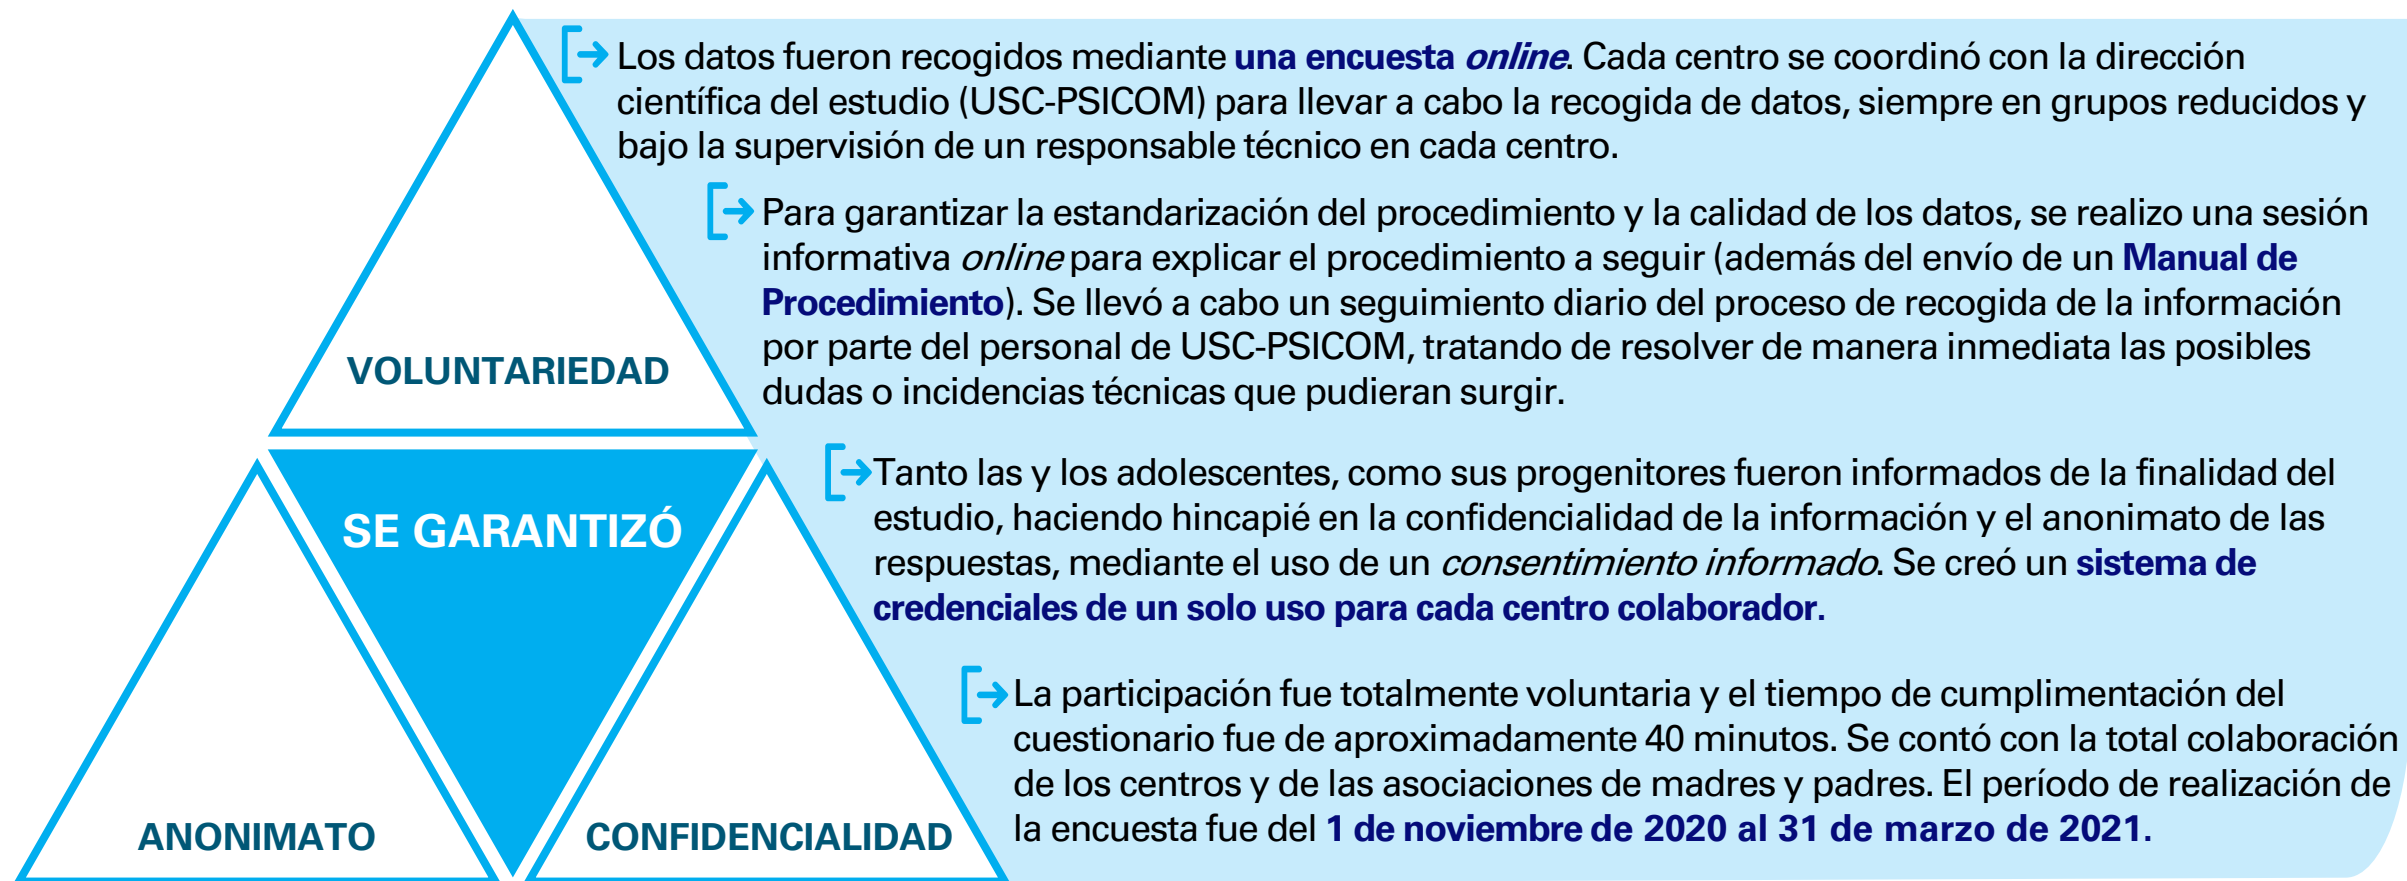 Los datos fueron recogidos mediante una encuesta online. Cada centro se coordinó con la dirección
científica del estudio (USC-PSICOM) para llevar a cabo la recogida de datos, siempre en grupos reducidos y
bajo la supervisión de un responsable técnico en cada centro.
Para garantizar la estandarización del procedimiento y la calidad de los datos, se realizo una sesión
informativa online para explicar el procedimiento a seguir (además del envío de un Manual de
Procedimiento). Se llevó a cabo un seguimiento diario del proceso de recogida de la información
por parte del personal de USC-PSICOM, tratando de resolver de manera inmediata las posibles
dudas o incidencias técnicas que pudieran surgir.
Tanto las y los adolescentes, como sus progenitores fueron informados de la finalidad del
estudio, haciendo hincapié en la confidencialidad de la información y el anonimato de las
respuestas, mediante el uso de un consentimiento informado. Se creó un sistema de
credenciales de un solo uso para cada centro colaborador.
La participación fue totalmente voluntaria y el tiempo de cumplimentación del
cuestionario fue de aproximadamente 40 minutos. Se contó con la total colaboración
de los centros y de las asociaciones de madres y padres. El período de realización de
la encuesta fue del 1 de noviembre de 2020 al 31 de marzo de 2021.
VOLUNTARIEDAD
SE GARANTIZÓ
ANONIMATO
CONFIDENCIALIDAD